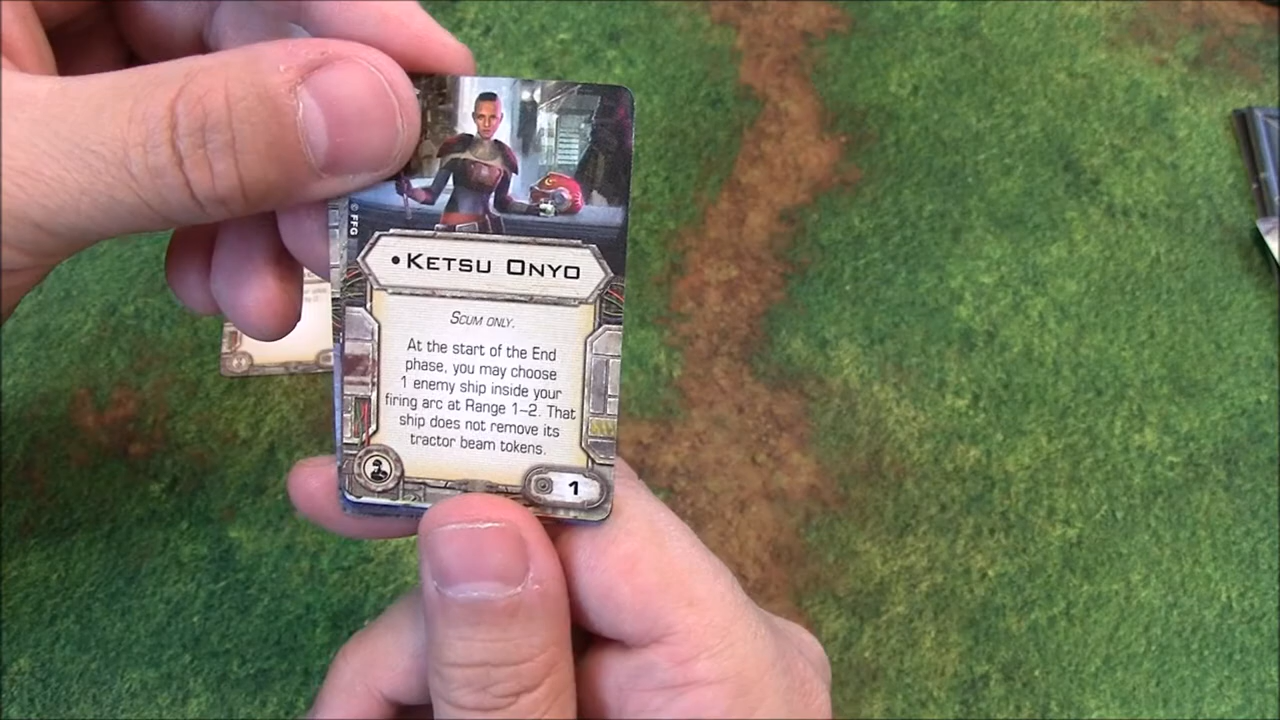 © FFG
•KETSU ONYO
SCUM ONLY.
At the start of the End
phase, you may choose
1 enemy ship inside your
firing arc at Range 1–2. That
ship does not remove its
tractor beam tokens.
1